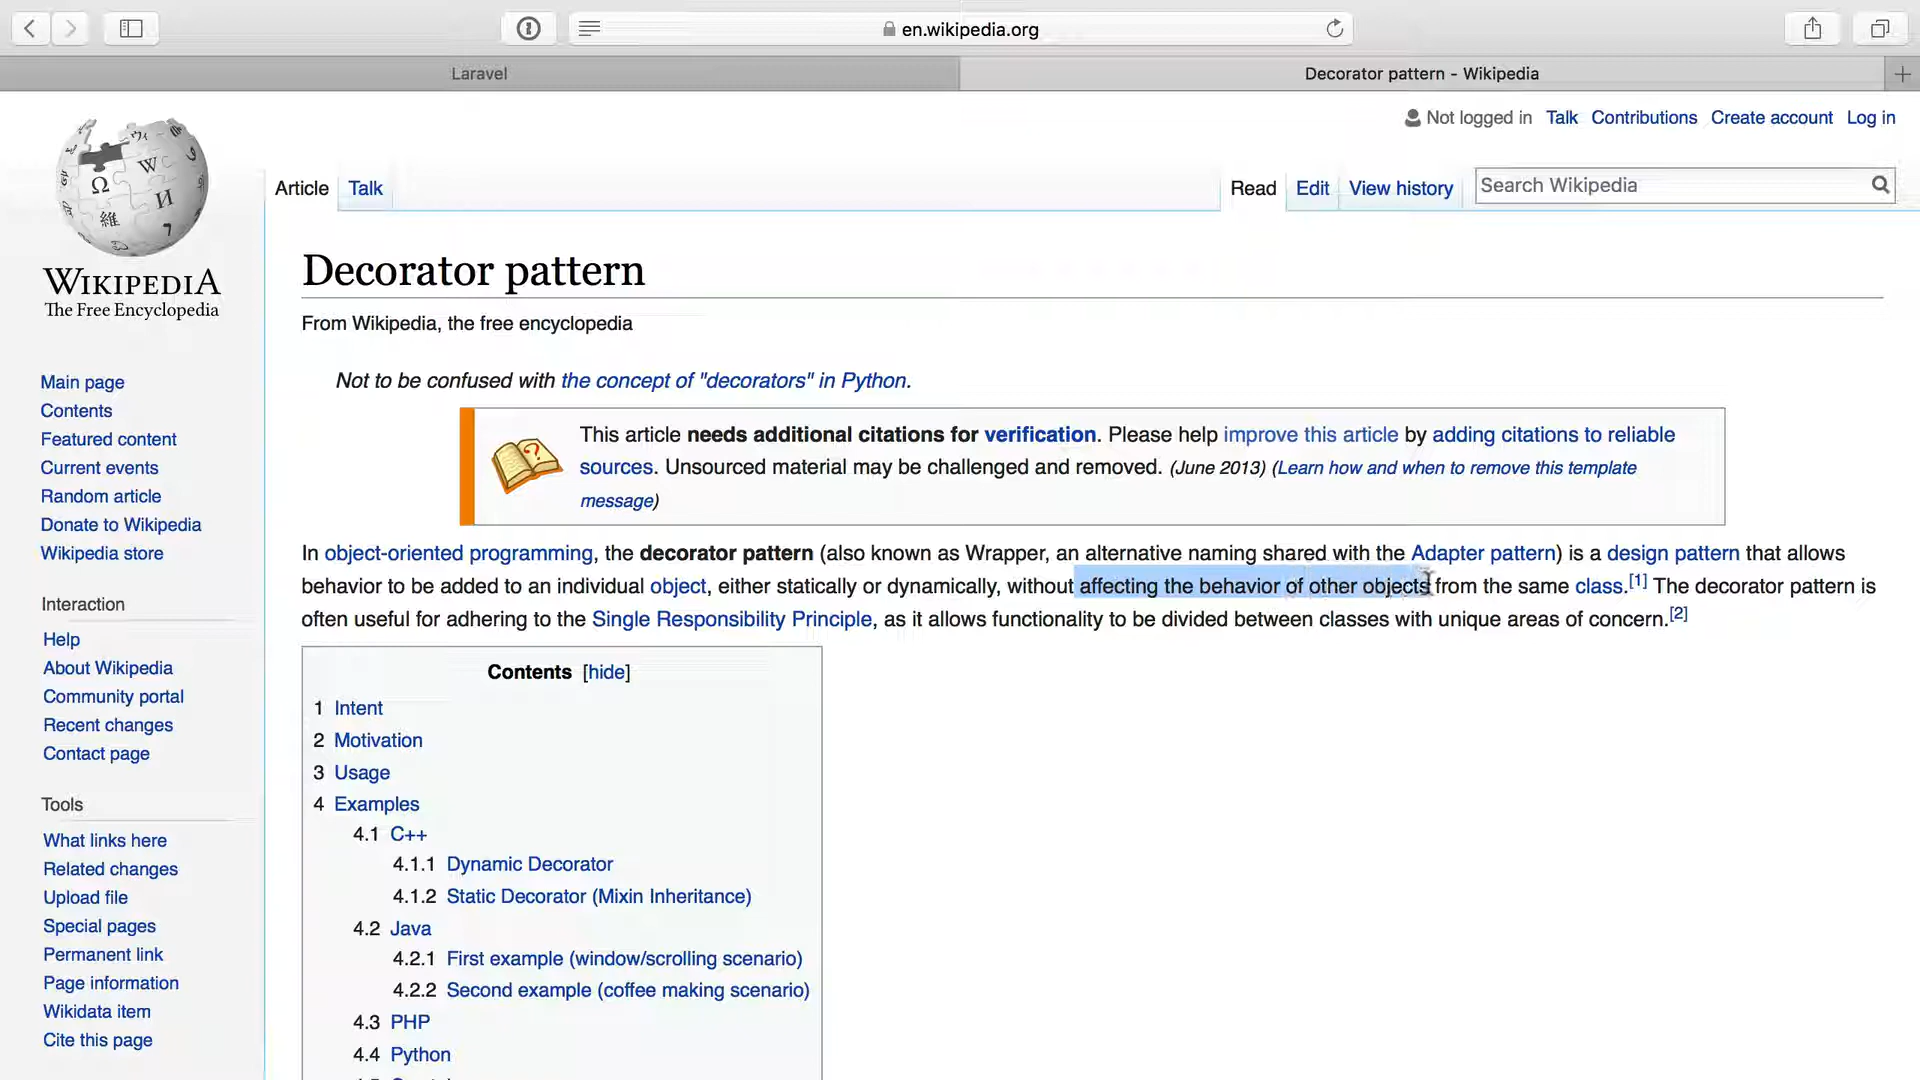 en.wikipedia.org
Laravel
Decorator pattern - Wikipedia
Not logged in Talk Contributions Create account Log in
Article Talk Read Edit View history Search Wikipedia
WIKIPEDIA
The Free Encyclopedia
Main page
Contents
Featured content
Current events
Random article
Donate to Wikipedia
Wikipedia store
Interaction
Help
About Wikipedia
Community portal
Recent changes
Contact page
Tools
What links here
Related changes
Upload file
Special pages
Permanent link
Page information
Wikidata item
Cite this page
Decorator pattern
From Wikipedia, the free encyclopedia
Not to be confused with the concept of "decorators" in Python.
This article needs additional citations for verification. Please help improve this article by adding citations to reliable
sources. Unsourced material may be challenged and removed. (June 2013) (Learn how and when to remove this template
message)
In object-oriented programming, the decorator pattern (also known as Wrapper, an alternative naming shared with the Adapter pattern) is a design pattern that allows
behavior to be added to an individual object, either statically or dynamically, without affecting the behavior of other objects from the same class.[1] The decorator pattern is
often useful for adhering to the Single Responsibility Principle, as it allows functionality to be divided between classes with unique areas of concern.[2]
Contents [hide]
1 Intent
2 Motivation
3 Usage
4 Examples
4.1 C++
4.1.1 Dynamic Decorator
4.1.2 Static Decorator (Mixin Inheritance)
4.2 Java
4.2.1 First example (window/scrolling scenario)
4.2.2 Second example (coffee making scenario)
4.3 PHP
4.4 Python